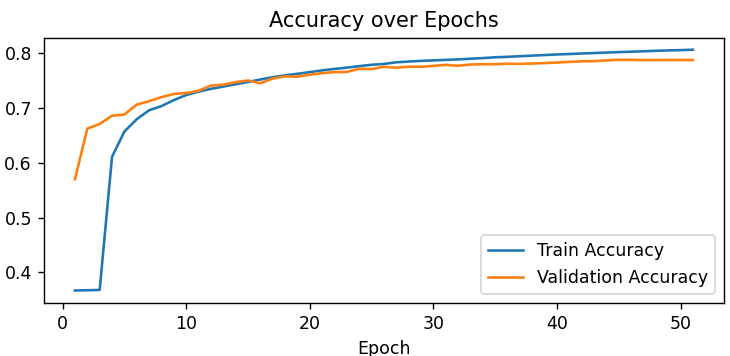 Accuracy over Epochs
0.8
0.7
0.6
0.5
0.4
Train Accuracy
Validation Accuracy
0 10 20 30 40 50
Epoch